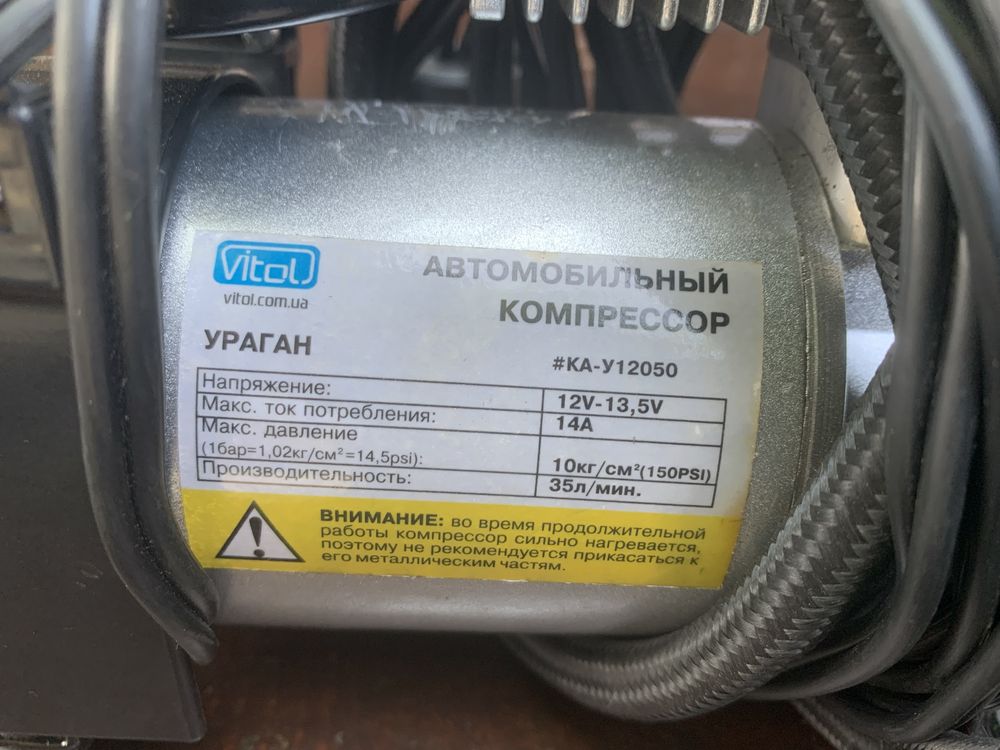 Vitol
vitol.com.ua
АВТОМОБИЛЬНЫЙ
КОМПРЕССОР
УРАГАН
#КА-У12050
Напряжение: 12V-13,5V
Макс. ток потребления: 14А
Макс. давление
(1бар=1,02кг/см²=14,5psi): 10кг/см²(150PSI)
Производительность: 35л/мин.
ВНИМАНИЕ: во время продолжительной
работы компрессор сильно нагревается,
поэтому не рекомендуется прикасаться к
его металлическим частям.